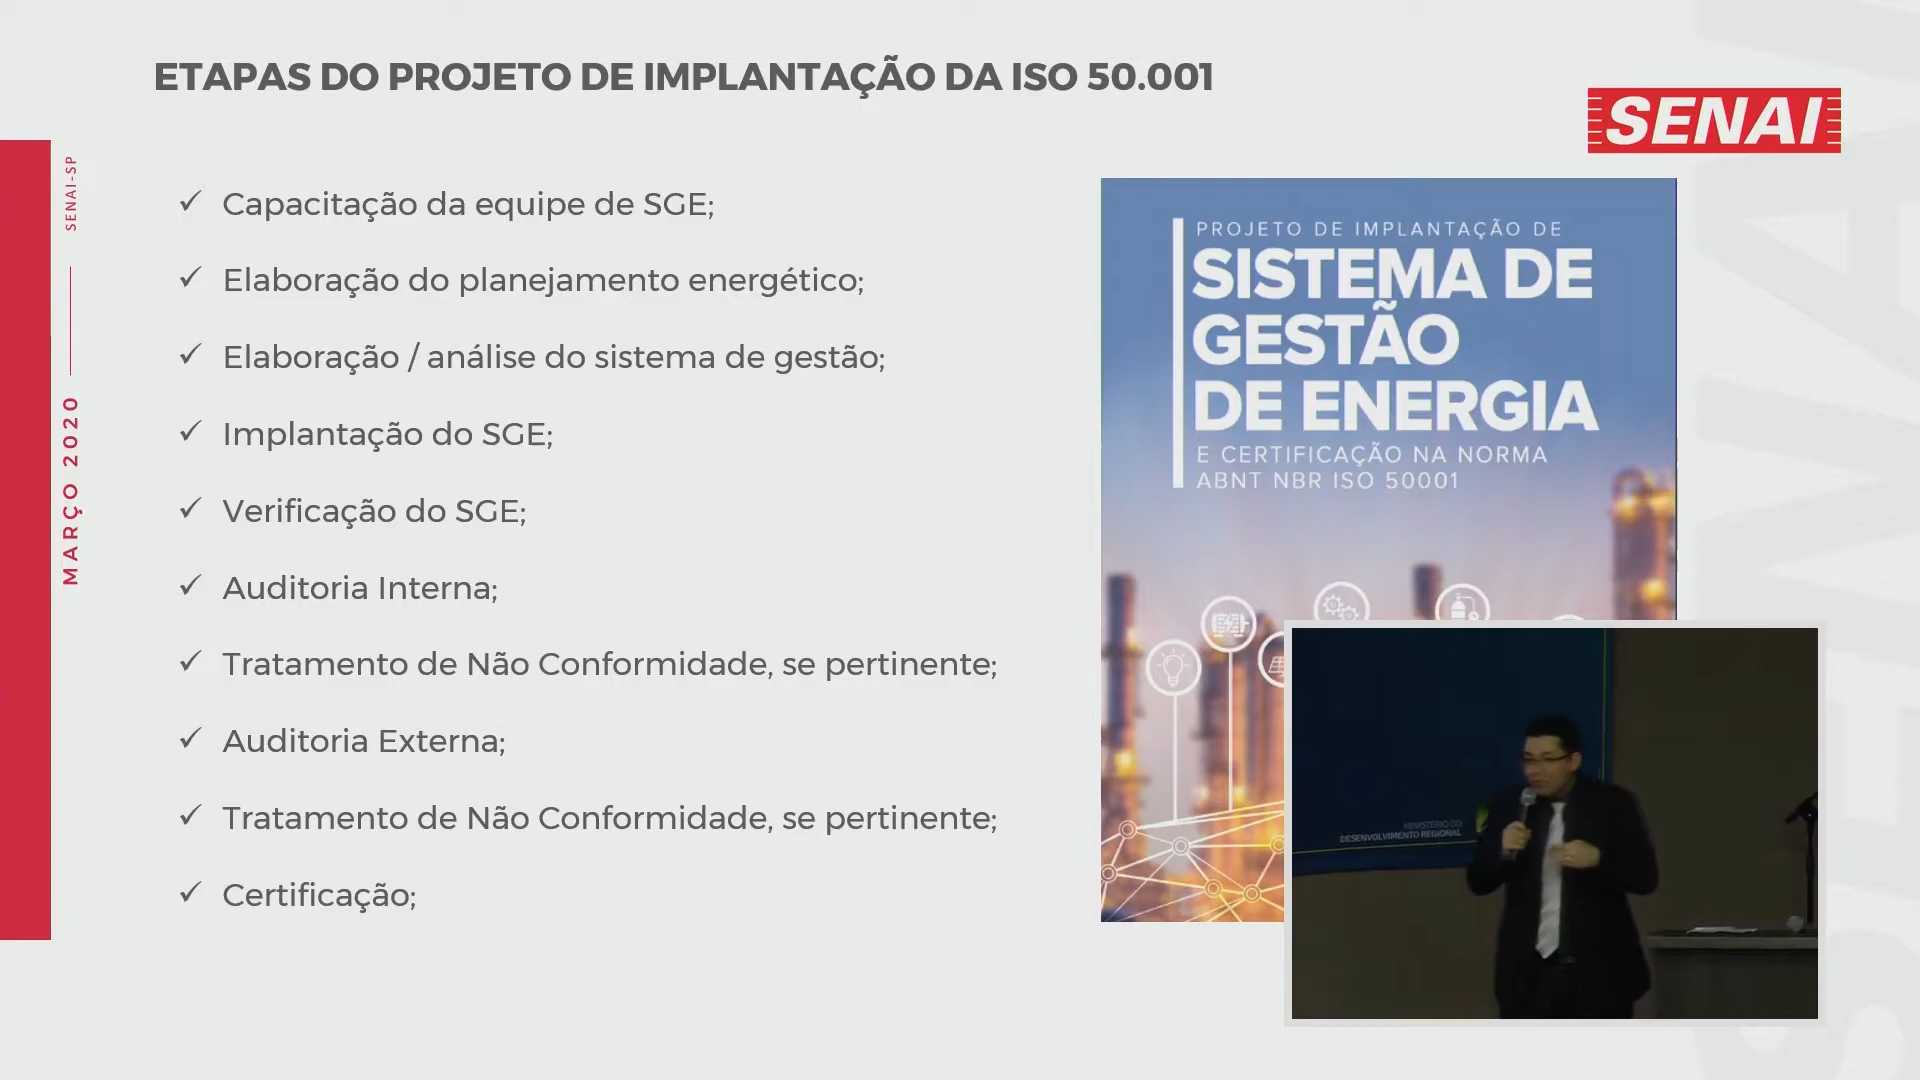 ETAPAS DO PROJETO DE IMPLANTAÇÃO DA ISO 50.001
SENAI
SENAI-SP
MARÇO 2020
Capacitação da equipe de SGE;
Elaboração do planejamento energético;
Elaboração / análise do sistema de gestão;
Implantação do SGE;
Verificação do SGE;
Auditoria Interna;
Tratamento de Não Conformidade, se pertinente;
Auditoria Externa;
Tratamento de Não Conformidade, se pertinente;
Certificação;
PROJETO DE IMPLANTAÇÃO DE
SISTEMA DE
GESTÃO
DE ENERGIA
E CERTIFICAÇÃO NA NORMA
ABNT NBR ISO 50001
MINISTÉRIO DO
DESENVOLVIMENTO REGIONAL